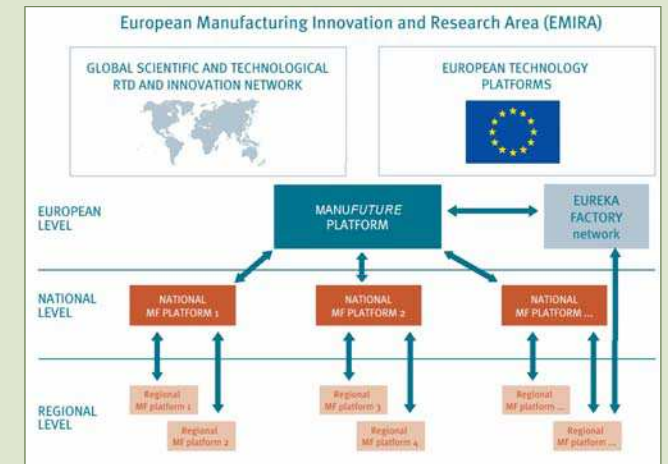 European Manufacturing Innovation and Research Area (EMIRA)
GLOBAL SCIENTIFIC AND TECHNOLOGICAL
RTD AND INNOVATION NETWORK
EUROPEAN TECHNOLOGY
PLATFORMS
EUROPEAN
LEVEL
MANUFUTURE
PLATFORM
EUREKA
FACTORY
network
NATIONAL
LEVEL
NATIONAL
MF PLATFORM 1
NATIONAL
MF PLATFORM 2
NATIONAL
MF PLATFORM ...
REGIONAL
LEVEL
Regional
MF platform 1
Regional
MF platform 2
Regional
MF platform 3
Regional
MF platform 4
Regional
MF platform ...
Regional
MF platform ...